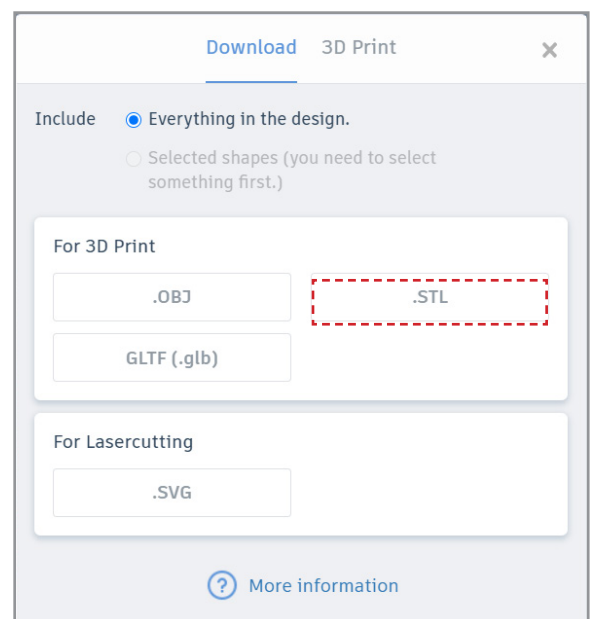 Download 3D Print ×
Include Everything in the design.
Selected shapes (you need to select
something first.)
For 3D Print
.OBJ .STL
GLTF (.glb)
For Lasercutting
.SVG
? More information